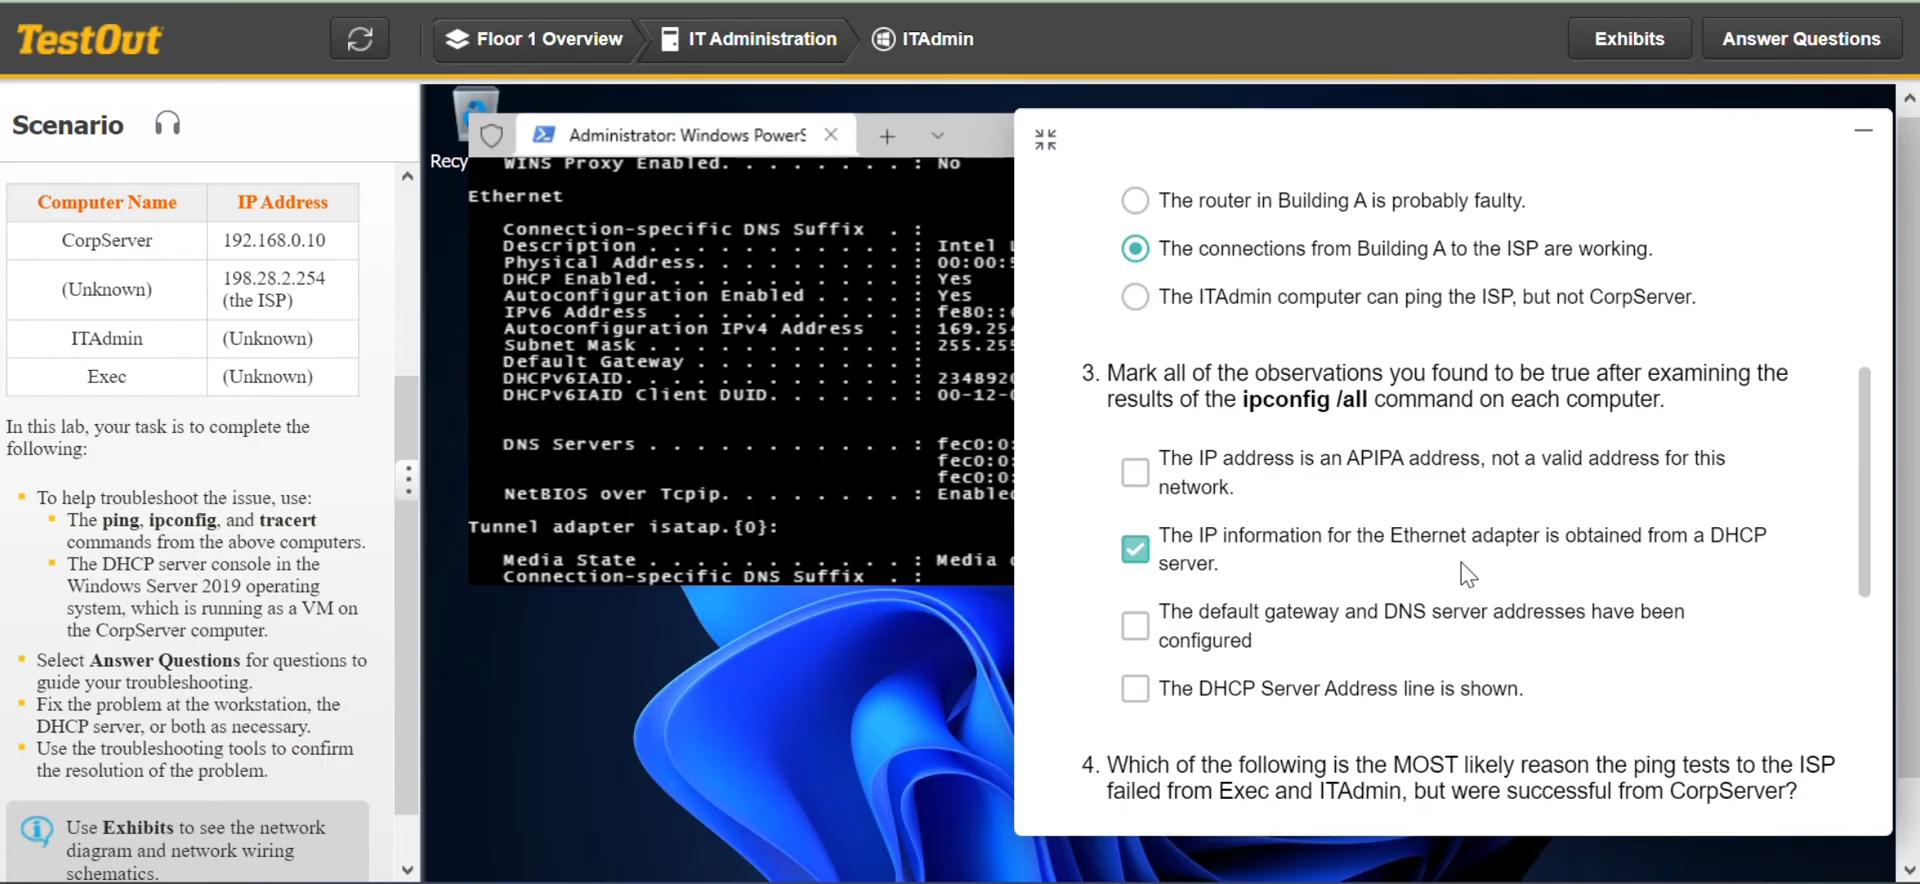 TestOut
Floor 1 Overview
IT Administration
ITAdmin
Exhibits
Answer Questions
Scenario
Computer Name IP Address
CorpServer 192.168.0.10
(Unknown) 198.28.2.254
(the ISP)
ITAdmin (Unknown)
Exec (Unknown)
In this lab, your task is to complete the
following:
To help troubleshoot the issue, use:
The ping, ipconfig, and tracert
commands from the above computers.
The DHCP server console in the
Windows Server 2019 operating
system, which is running as a VM on
the CorpServer computer.
Select Answer Questions for questions to
guide your troubleshooting.
Fix the problem at the workstation, the
DHCP server, or both as necessary.
Use the troubleshooting tools to confirm
the resolution of the problem.
Use Exhibits to see the network
diagram and network wiring
schematics.
Recy
Administrator: Windows PowerS
WINS Proxy Enabled. . . . . . . . : No
Ethernet
Connection-specific DNS Suffix . :
Description . . . . . . . . . . . : Intel
Physical Address. . . . . . . . . : 00:00:
DHCP Enabled. . . . . . . . . . . : Yes
Autoconfiguration Enabled . . . . : Yes
IPv6 Address . . . . . . . . . . : fe80::
Autoconfiguration IPv4 Address . : 169.254
Subnet Mask . . . . . . . . . . . : 255.255
Default Gateway . . . . . . . . . :
DHCPv6IAID. . . . . . . . . . . . : 2348920
DHCPv6IAID Client DUID. . . . . . : 00-12-
DNS Servers . . . . . . . . . . . : fec0:0:
fec0:0:
fec0:0:
NetBIOS over Tcpip. . . . . . . . : Enabled
Tunnel adapter isatap.{0}:
Media State . . . . . . . . . . . : Media
Connection-specific DNS Suffix . :
The router in Building A is probably faulty.
The connections from Building A to the ISP are working.
The ITAdmin computer can ping the ISP, but not CorpServer.
3. Mark all of the observations you found to be true after examining the
results of the ipconfig /all command on each computer.
The IP address is an APIPA address, not a valid address for this
network.
The IP information for the Ethernet adapter is obtained from a DHCP
server.
The default gateway and DNS server addresses have been
configured
The DHCP Server Address line is shown.
4. Which of the following is the MOST likely reason the ping tests to the ISP
failed from Exec and ITAdmin, but were successful from CorpServer?